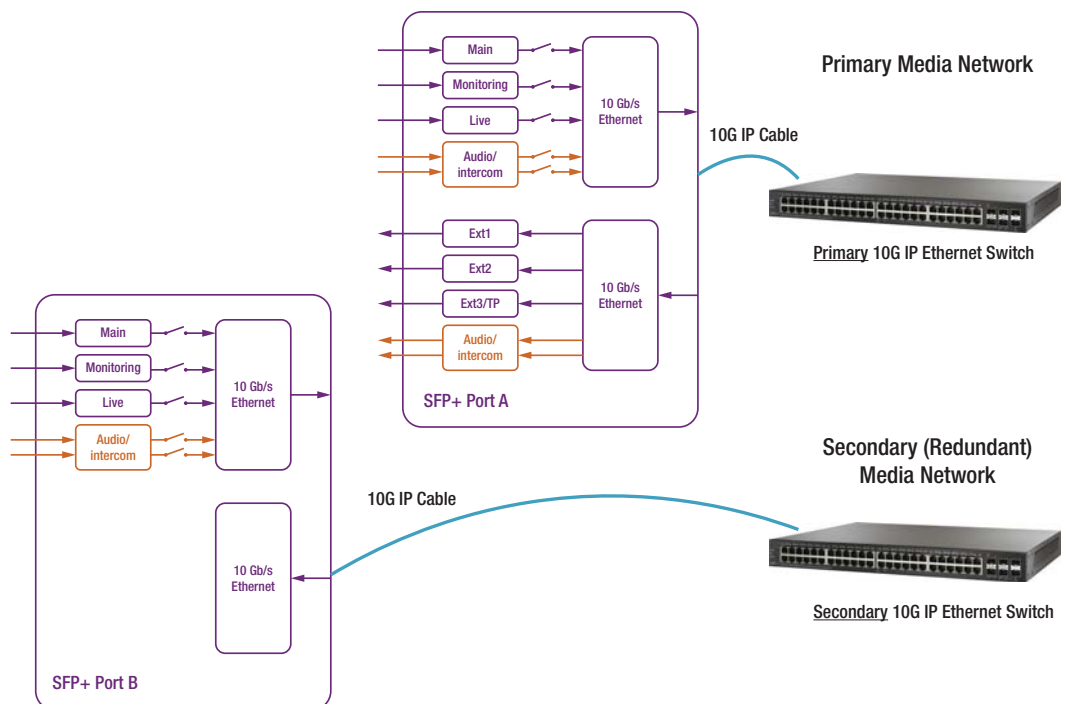 Main
Monitoring
Live
Audio/
intercom
10 Gb/s
Ethernet
Ext1
Ext2
Ext3/TP
Audio/
intercom
10 Gb/s
Ethernet
SFP+ Port A
Primary Media Network
10G IP Cable
Primary 10G IP Ethernet Switch
Main
Monitoring
Live
Audio/
intercom
10 Gb/s
Ethernet
10 Gb/s
Ethernet
SFP+ Port B
10G IP Cable
Secondary (Redundant)
Media Network
Secondary 10G IP Ethernet Switch